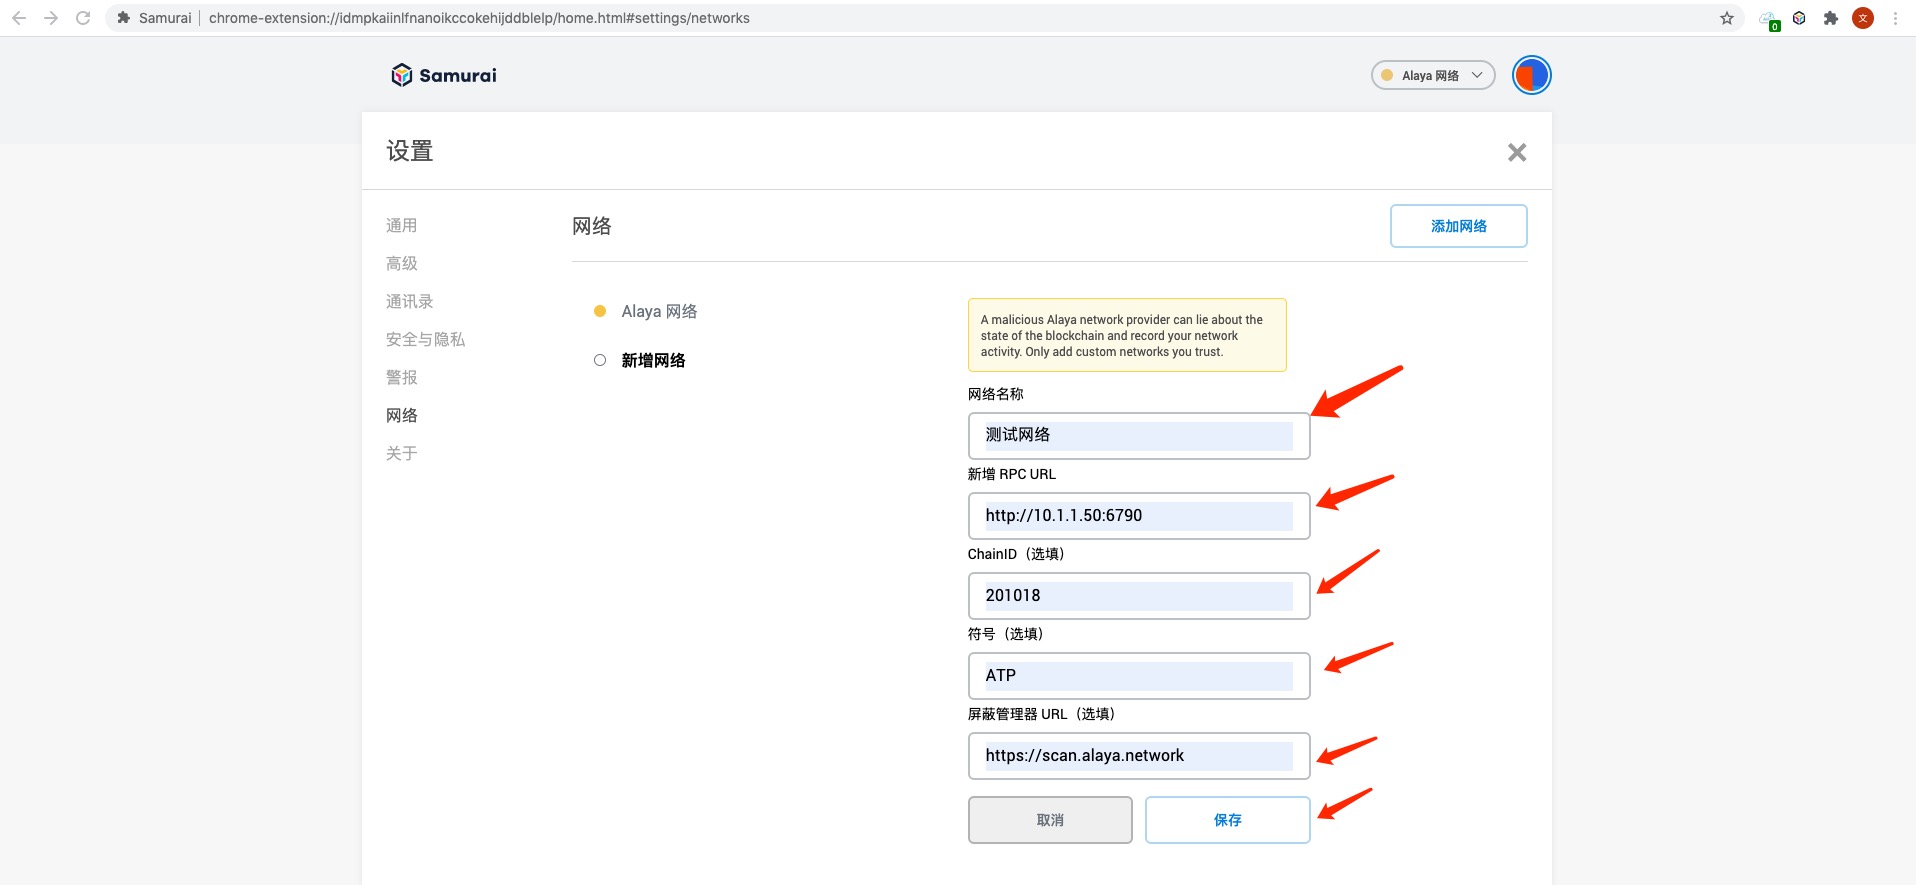 Samurai
chrome-extension://idmpkaiinlfnanoikccokehijddblelp/home.html#settings/networks
0
文
Samurai
Alaya 网络
设置
通用
高级
通讯录
安全与隐私
警报
网络
关于
网络
添加网络
Alaya 网络
新增网络
A malicious Alaya network provider can lie about the
state of the blockchain and record your network
activity. Only add custom networks you trust.
网络名称
测试网络
新增 RPC URL
http://10.1.1.50:6790
ChainID（选填）
201018
符号（选填）
ATP
屏蔽管理器 URL（选填）
https://scan.alaya.network
取消
保存